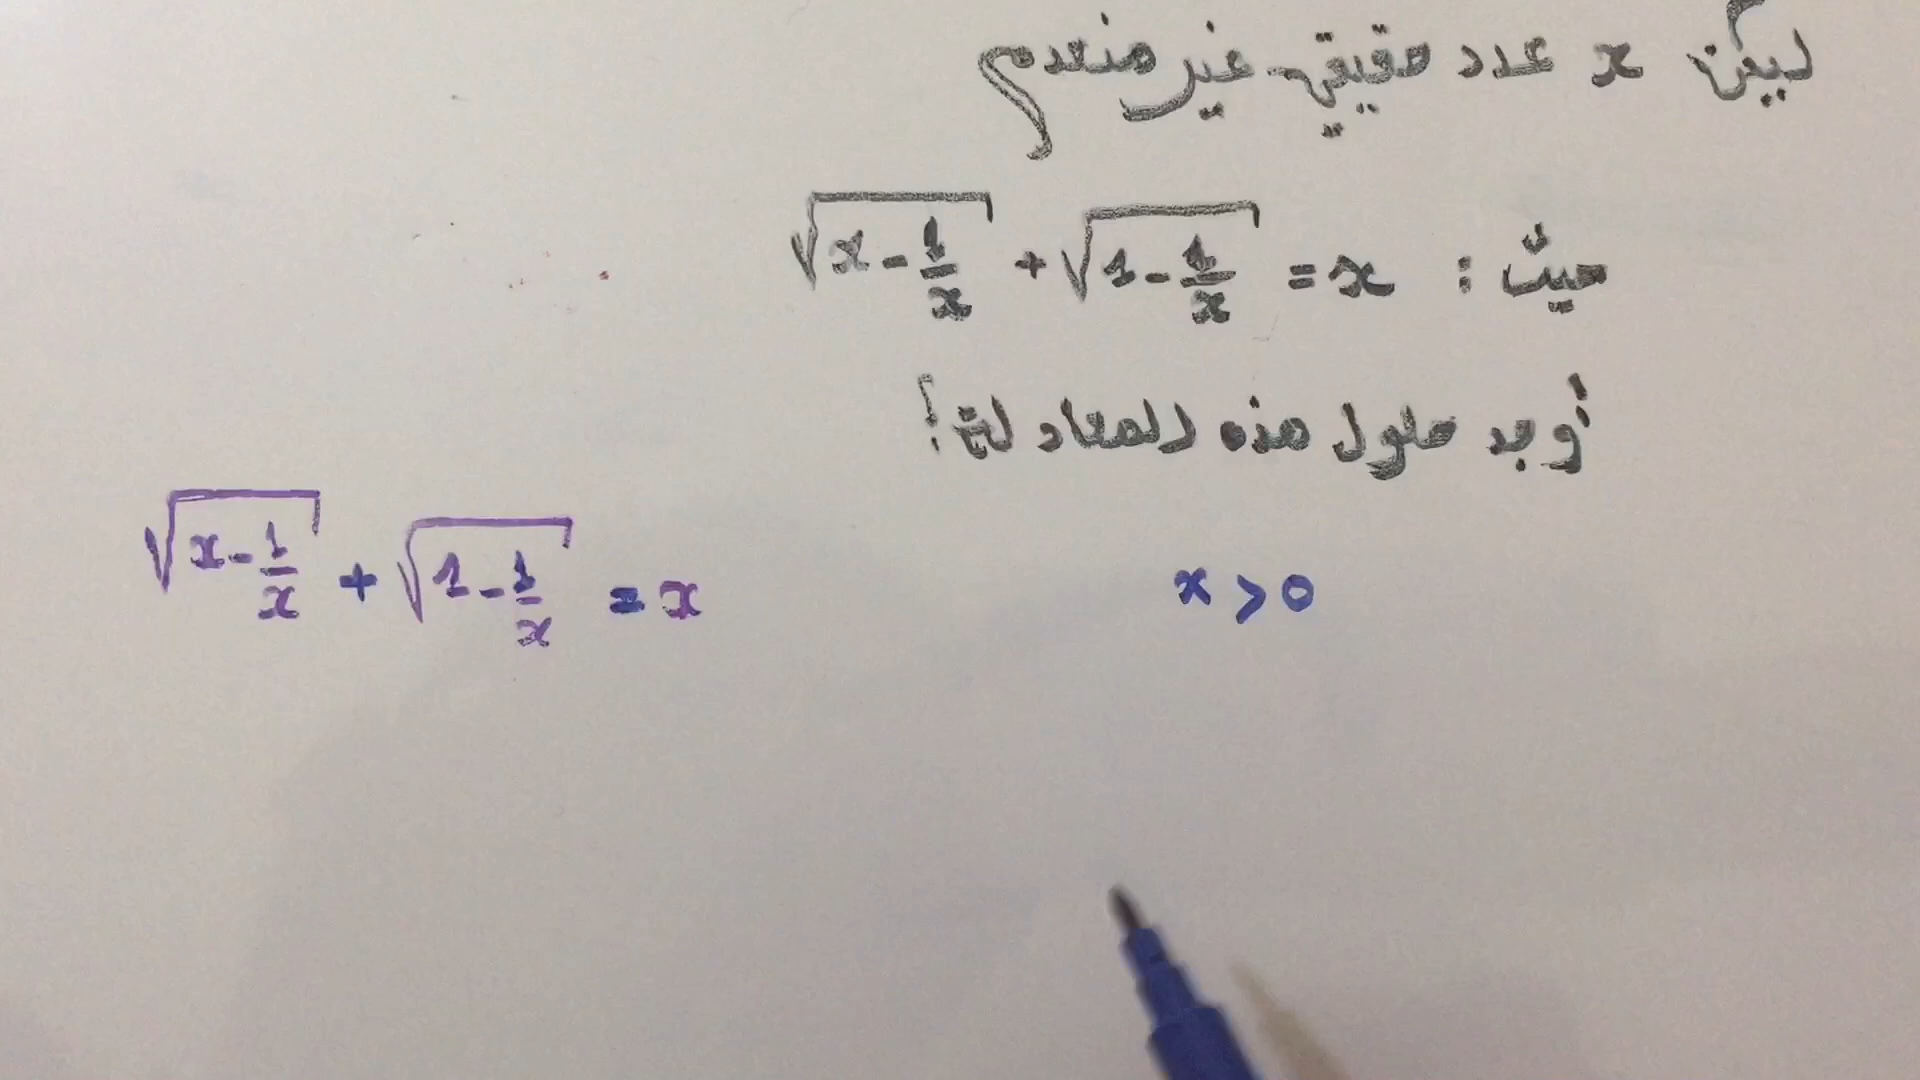 ليكن x عدد حقيقي غير منعدم
حيث : √(x - 1/x) + √(1 - 1/x) = x
أوجد حلول هذه المعادلة!
√(x - 1/x) + √(1 - 1/x) = x
x > 0